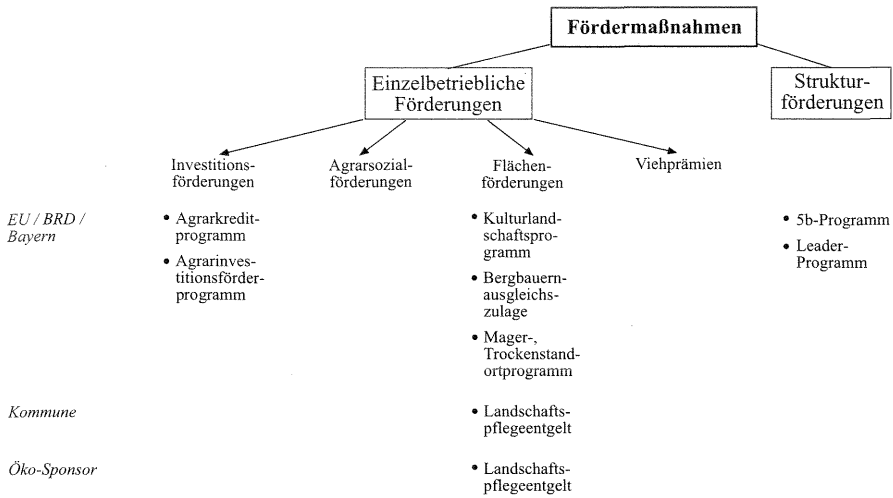 Fördermaßnahmen
Einzelbetriebliche
Förderungen
Struktur-
förderungen
Investitions-
förderungen
Agrarsozial-
förderungen
Flächen-
förderungen
Viehprämien
EU / BRD /
Bayern
• Agrarkredit-
programm
• Agrarinves-
titionsförder-
programm
• Kulturland-
schaftspro-
gramm
• Bergbauern-
ausgleichs-
zulage
• Mager-,
Trockenstand-
ortprogramm
• 5b-Programm
• Leader-
Programm
Kommune
• Landschafts-
pflegeentgelt
Öko-Sponsor
• Landschafts-
pflegeentgelt